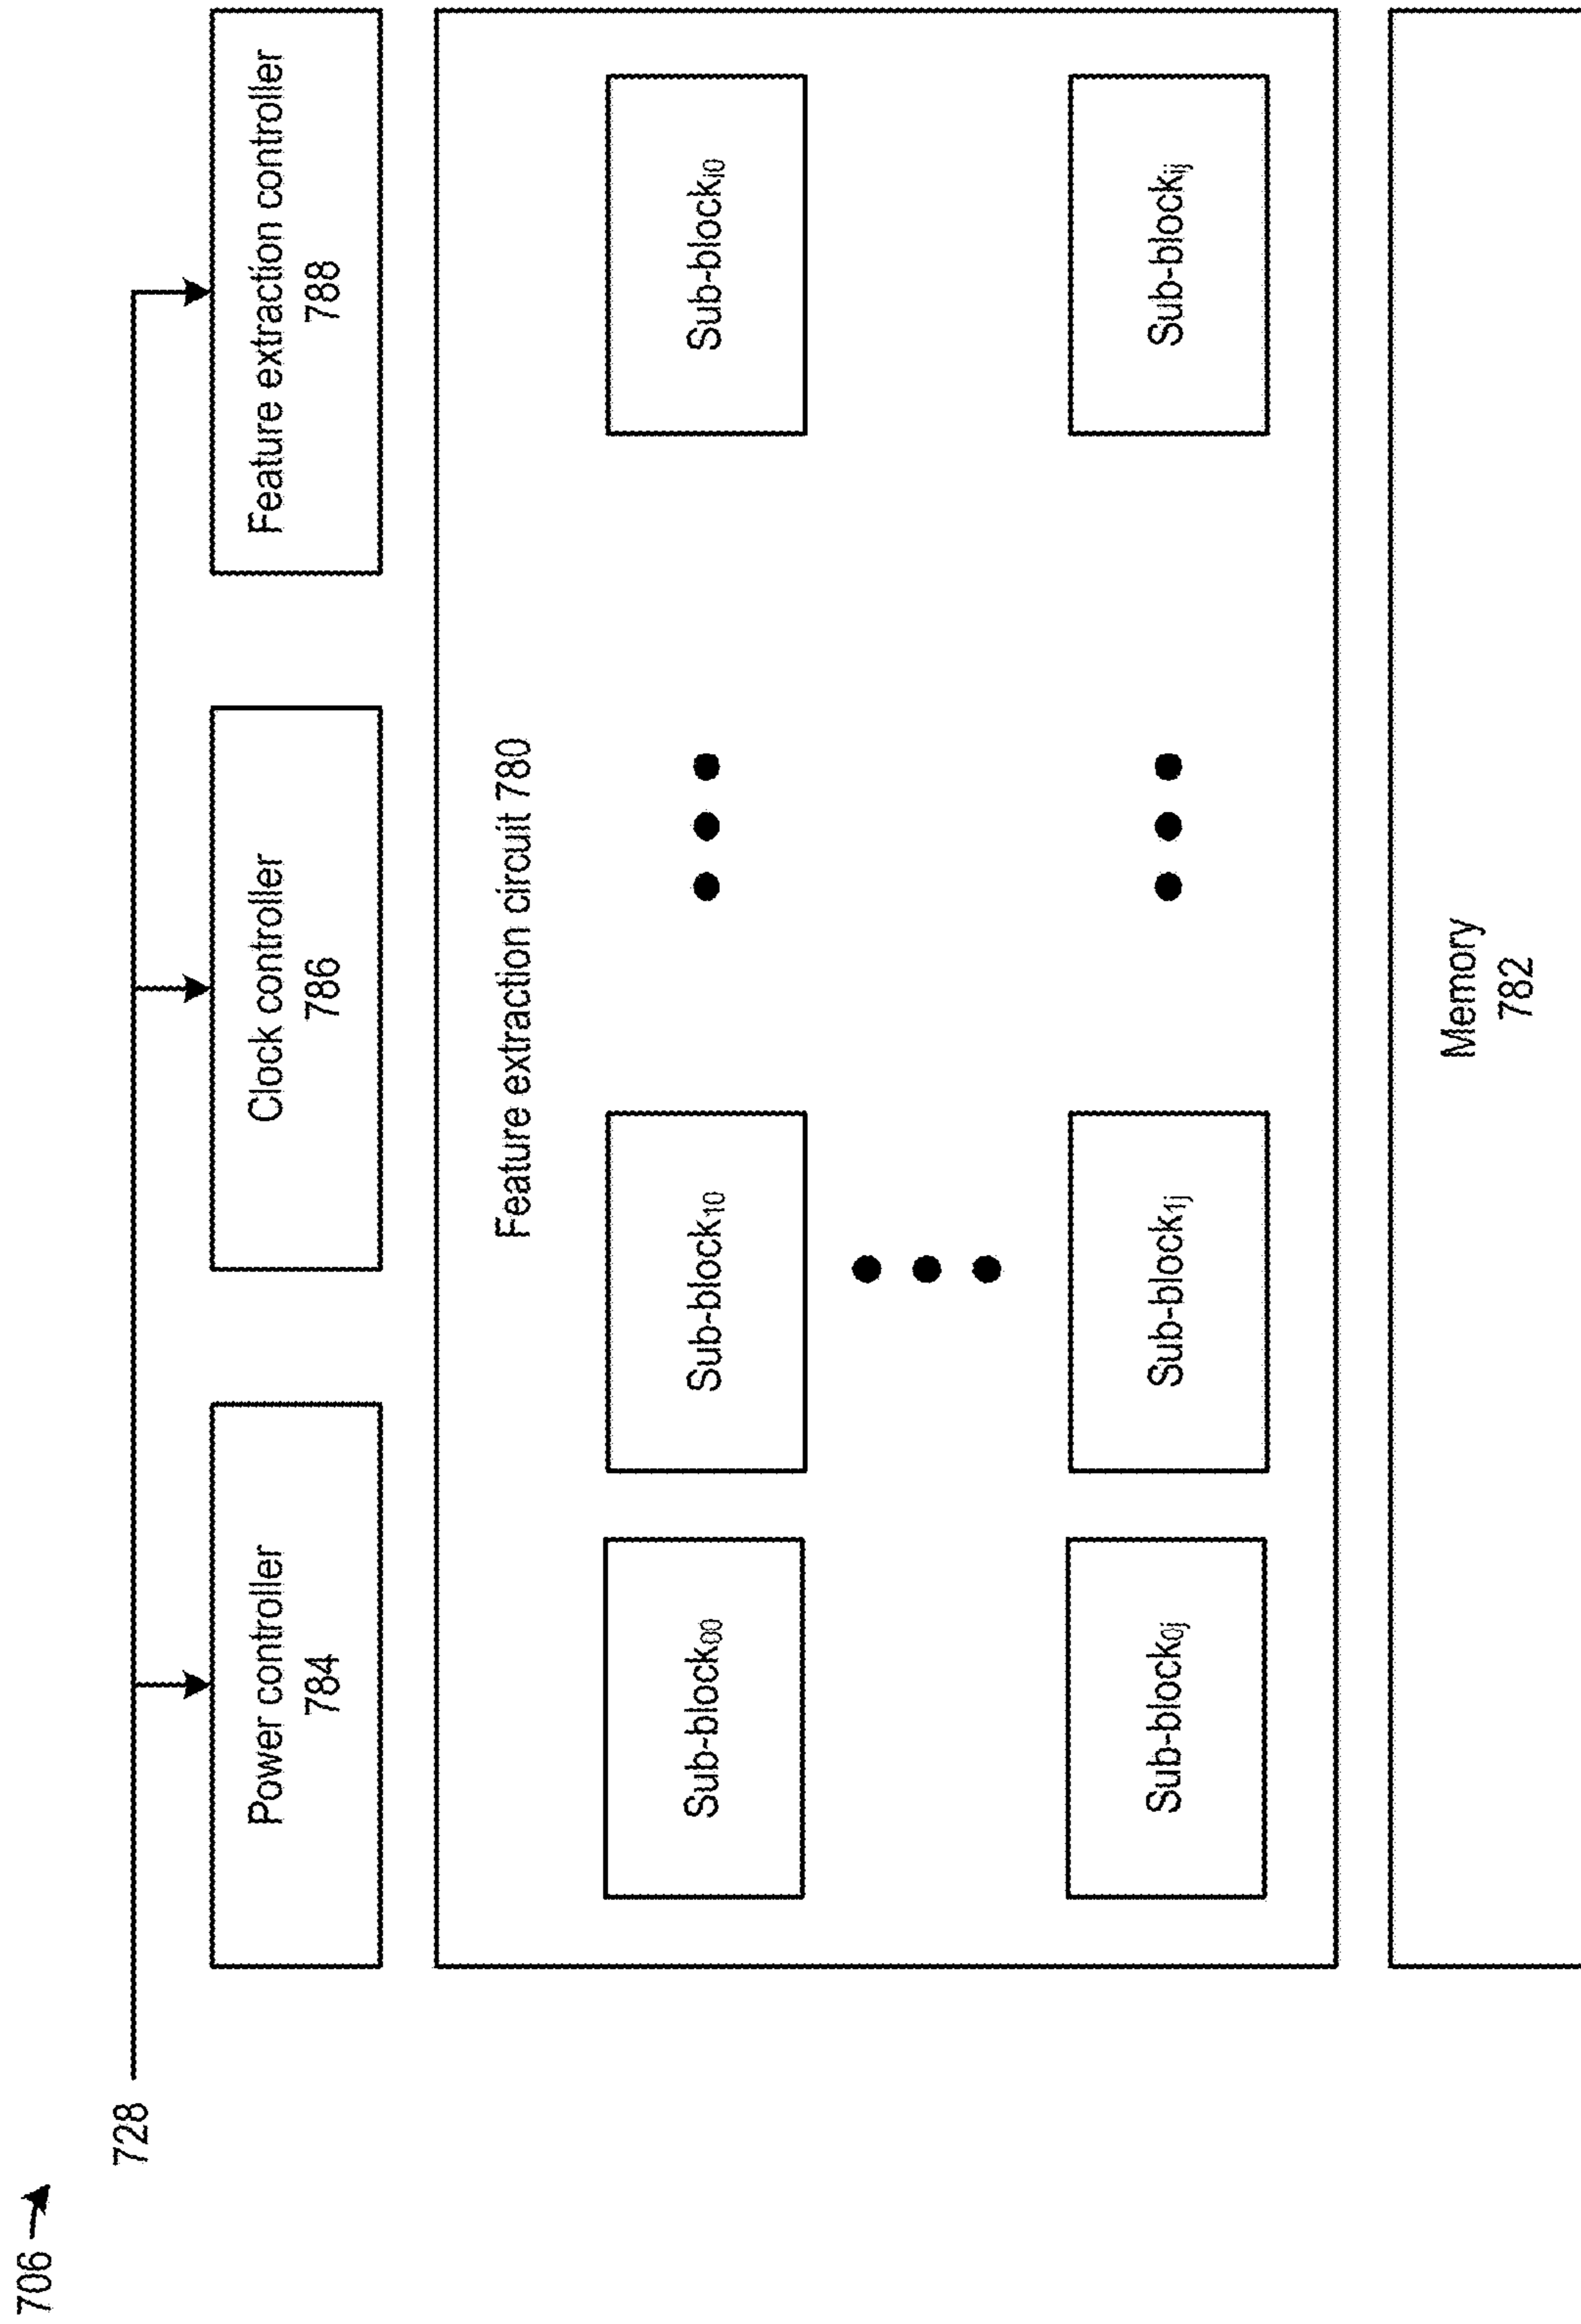 706
728
Power controller
784
Clock controller
786
Feature extraction controller
788
Feature extraction circuit 780
Sub-block00
Sub-block10
Sub-blocki0
Sub-block0j
Sub-block1j
Sub-blockij
Memory
782